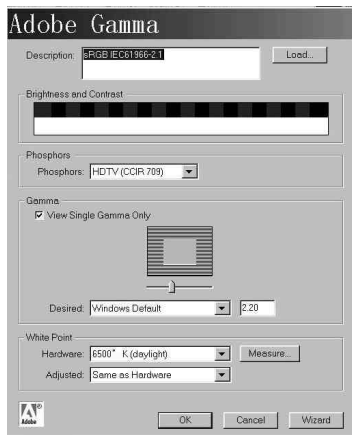 Adobe Gamma
Description: sRGB IEC61966-2.1 Load...
Brightness and Contrast
Phosphors
Phosphors: HDTV (CCIR 709)
Gamma
View Single Gamma Only
Desired: Windows Default 2.20
White Point
Hardware: 6500° K (daylight) Measure...
Adjusted: Same as Hardware
Adobe OK Cancel Wizard